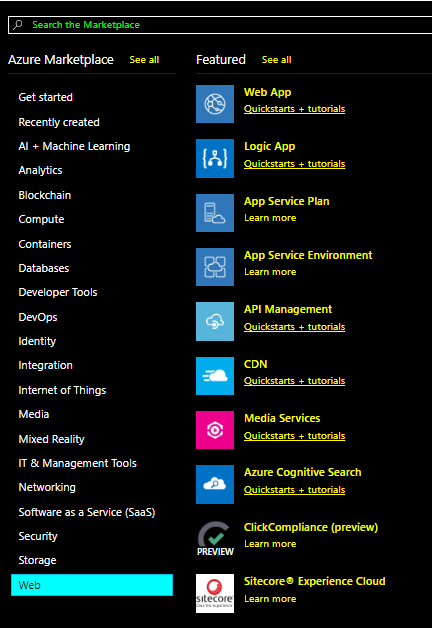 Search the Marketplace
Azure Marketplace See all
Get started
Recently created
AI + Machine Learning
Analytics
Blockchain
Compute
Containers
Databases
Developer Tools
DevOps
Identity
Integration
Internet of Things
Media
Mixed Reality
IT & Management Tools
Networking
Software as a Service (SaaS)
Security
Storage
Web
Featured See all
Web App
Quickstarts + tutorials
Logic App
Quickstarts + tutorials
App Service Plan
Learn more
App Service Environment
Learn more
API Management
Quickstarts + tutorials
CDN
Quickstarts + tutorials
Media Services
Quickstarts + tutorials
Azure Cognitive Search
Quickstarts + tutorials
PREVIEW
ClickCompliance (preview)
Learn more
sitecore
Own the experience
Sitecore® Experience Cloud
Learn more